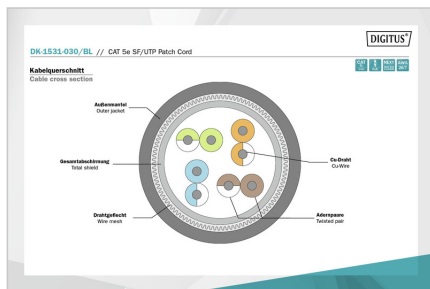 DIGITUS®
DK-1531-030/BL // CAT 5e SF/UTP Patch Cord
Kabelquerschnitt
Cable cross section
Außenmantel
Outer jacket
Gesamtabschirmung
Total shield
Cu-Draht
Cu-Wire
Drahtgeflecht
Wire mesh
Adernpaare
Twisted pair